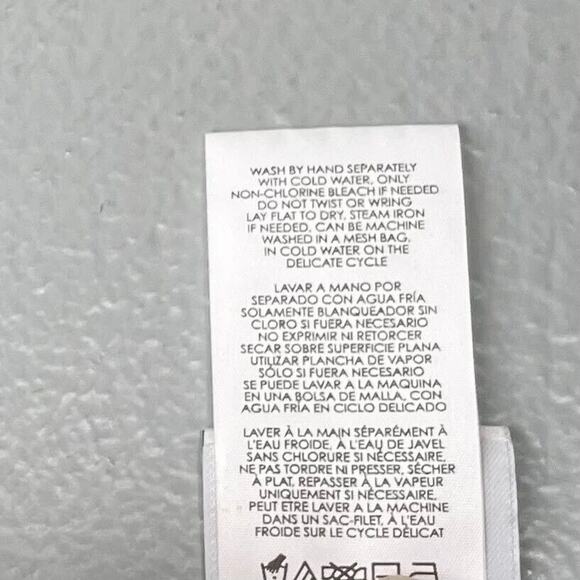 WASH BY HAND SEPARATELY
WITH COLD WATER, ONLY
NON-CHLORINE BLEACH IF NEEDED
DO NOT TWIST OR WRING
LAY FLAT TO DRY, STEAM IRON
IF NEEDED. CAN BE MACHINE
WASHED IN A MESH BAG,
IN COLD WATER ON THE
DELICATE CYCLE
LAVAR A MANO POR
SEPARADO CON AGUA FRÍA
SOLAMENTE BLANQUEADOR SIN
CLORO SI FUERA NECESARIO
NO EXPRIMIR NI RETORCER
SECAR SOBRE SUPERFICIE PLANA
UTILIZAR PLANCHA DE VAPOR
SÓLO SI FUERA NECESARIO
SE PUEDE LAVAR A LA MAQUINA
EN UNA BOLSA DE MALLA, CON
AGUA FRÍA EN CICLO DELICADO
LAVER À LA MAIN SÉPARÉMENT À
L'EAU FROIDE, À L'EAU DE JAVEL
SANS CHLORURE SI NÉCESSAIRE,
NE PAS TORDRE NI PRESSER, SÉCHER
À PLAT, REPASSER À LA VAPEUR
UNIQUEMENT SI NÉCESSAIRE,
PEUT ETRE LAVER A LA MACHINE
DANS UN SAC-FILET, À L'EAU
FROIDE SUR LE CYCLE DÉLICAT